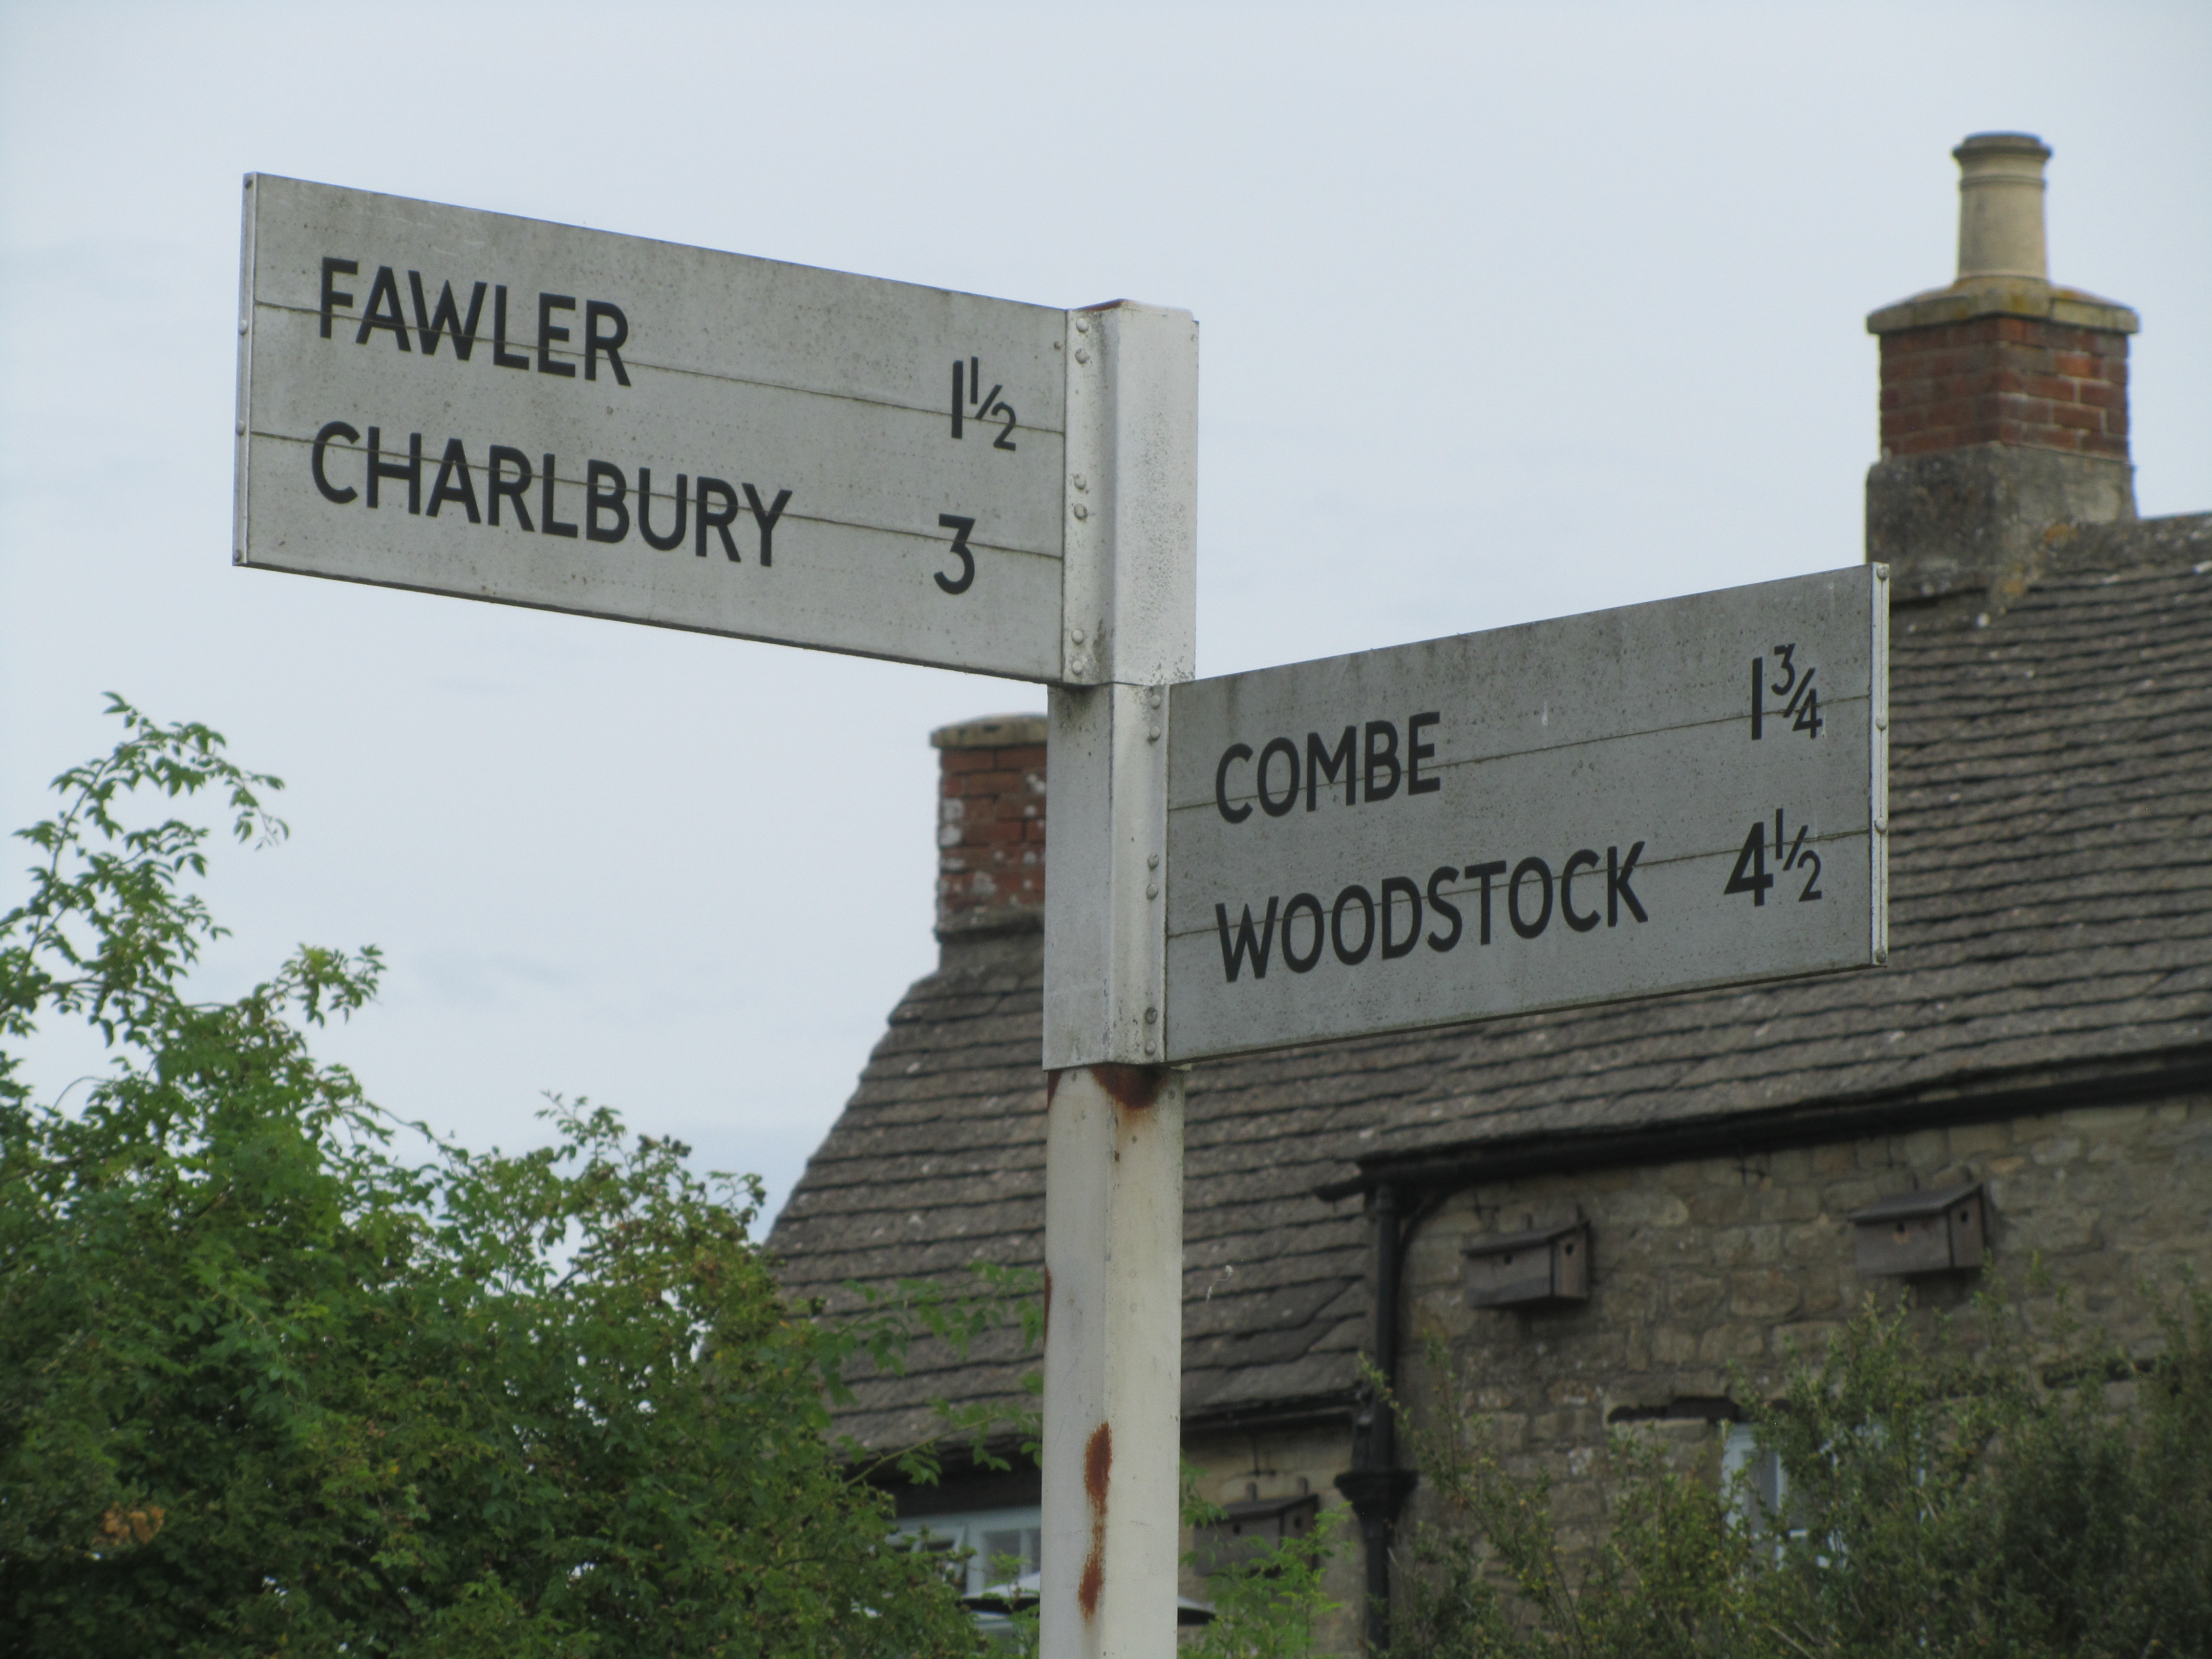 FAWLER 1½
CHARLBURY 3
COMBE 1¾
WOODSTOCK 4½